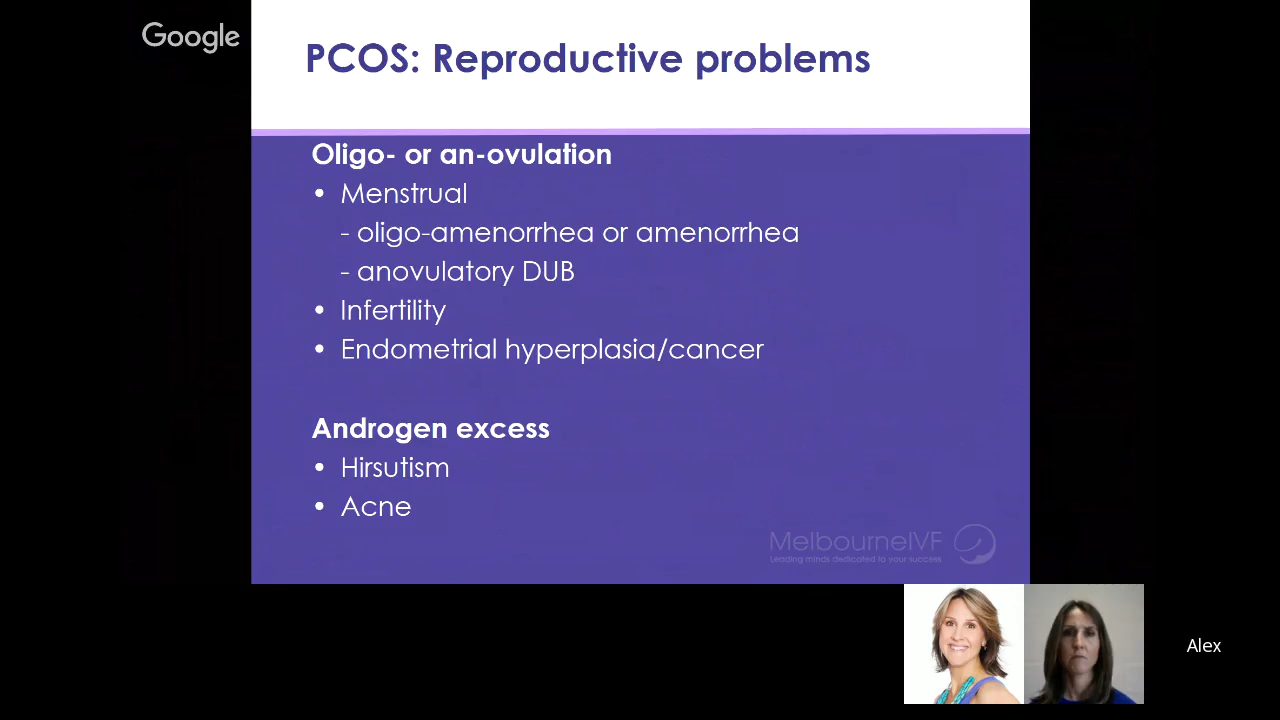 Google
PCOS: Reproductive problems
Oligo- or an-ovulation
• Menstrual
- oligo-amenorrhea or amenorrhea
- anovulatory DUB
• Infertility
• Endometrial hyperplasia/cancer
Androgen excess
• Hirsutism
• Acne
MelbourneIVF
Leading minds dedicated to your success
Alex